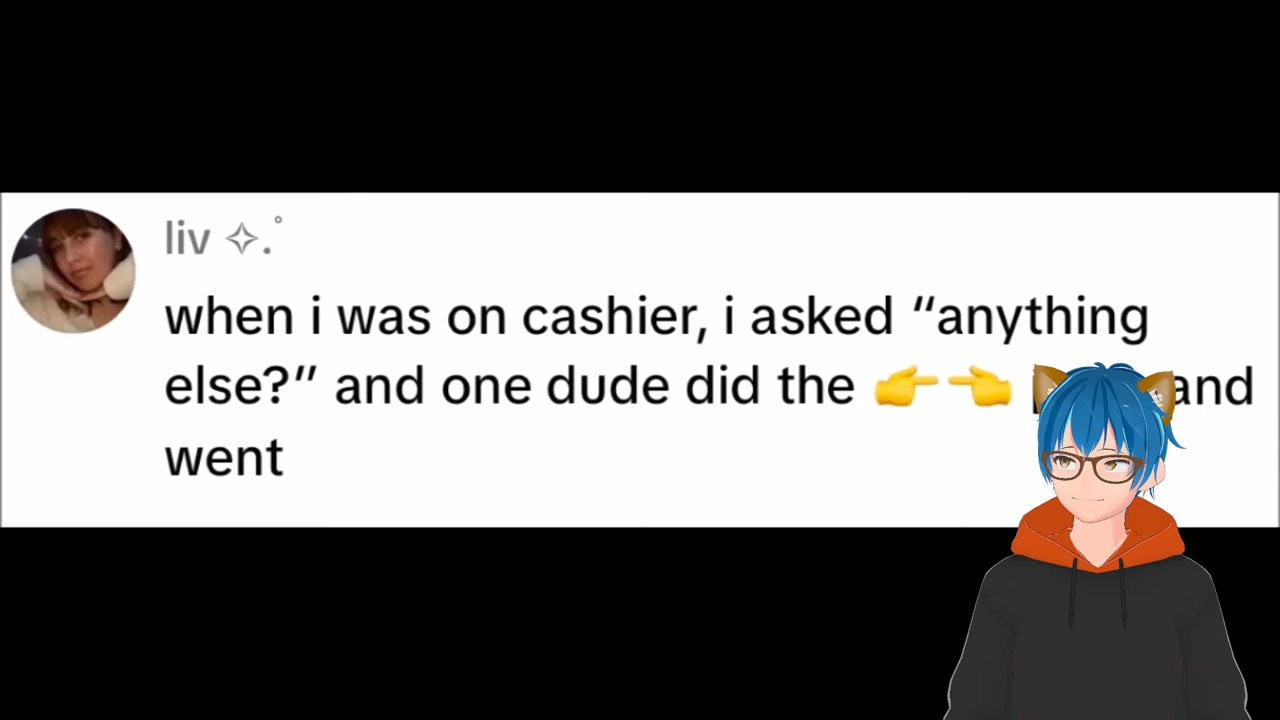 liv ✧.˚
when i was on cashier, i asked “anything
else?” and one dude did the 👉👈 and
went